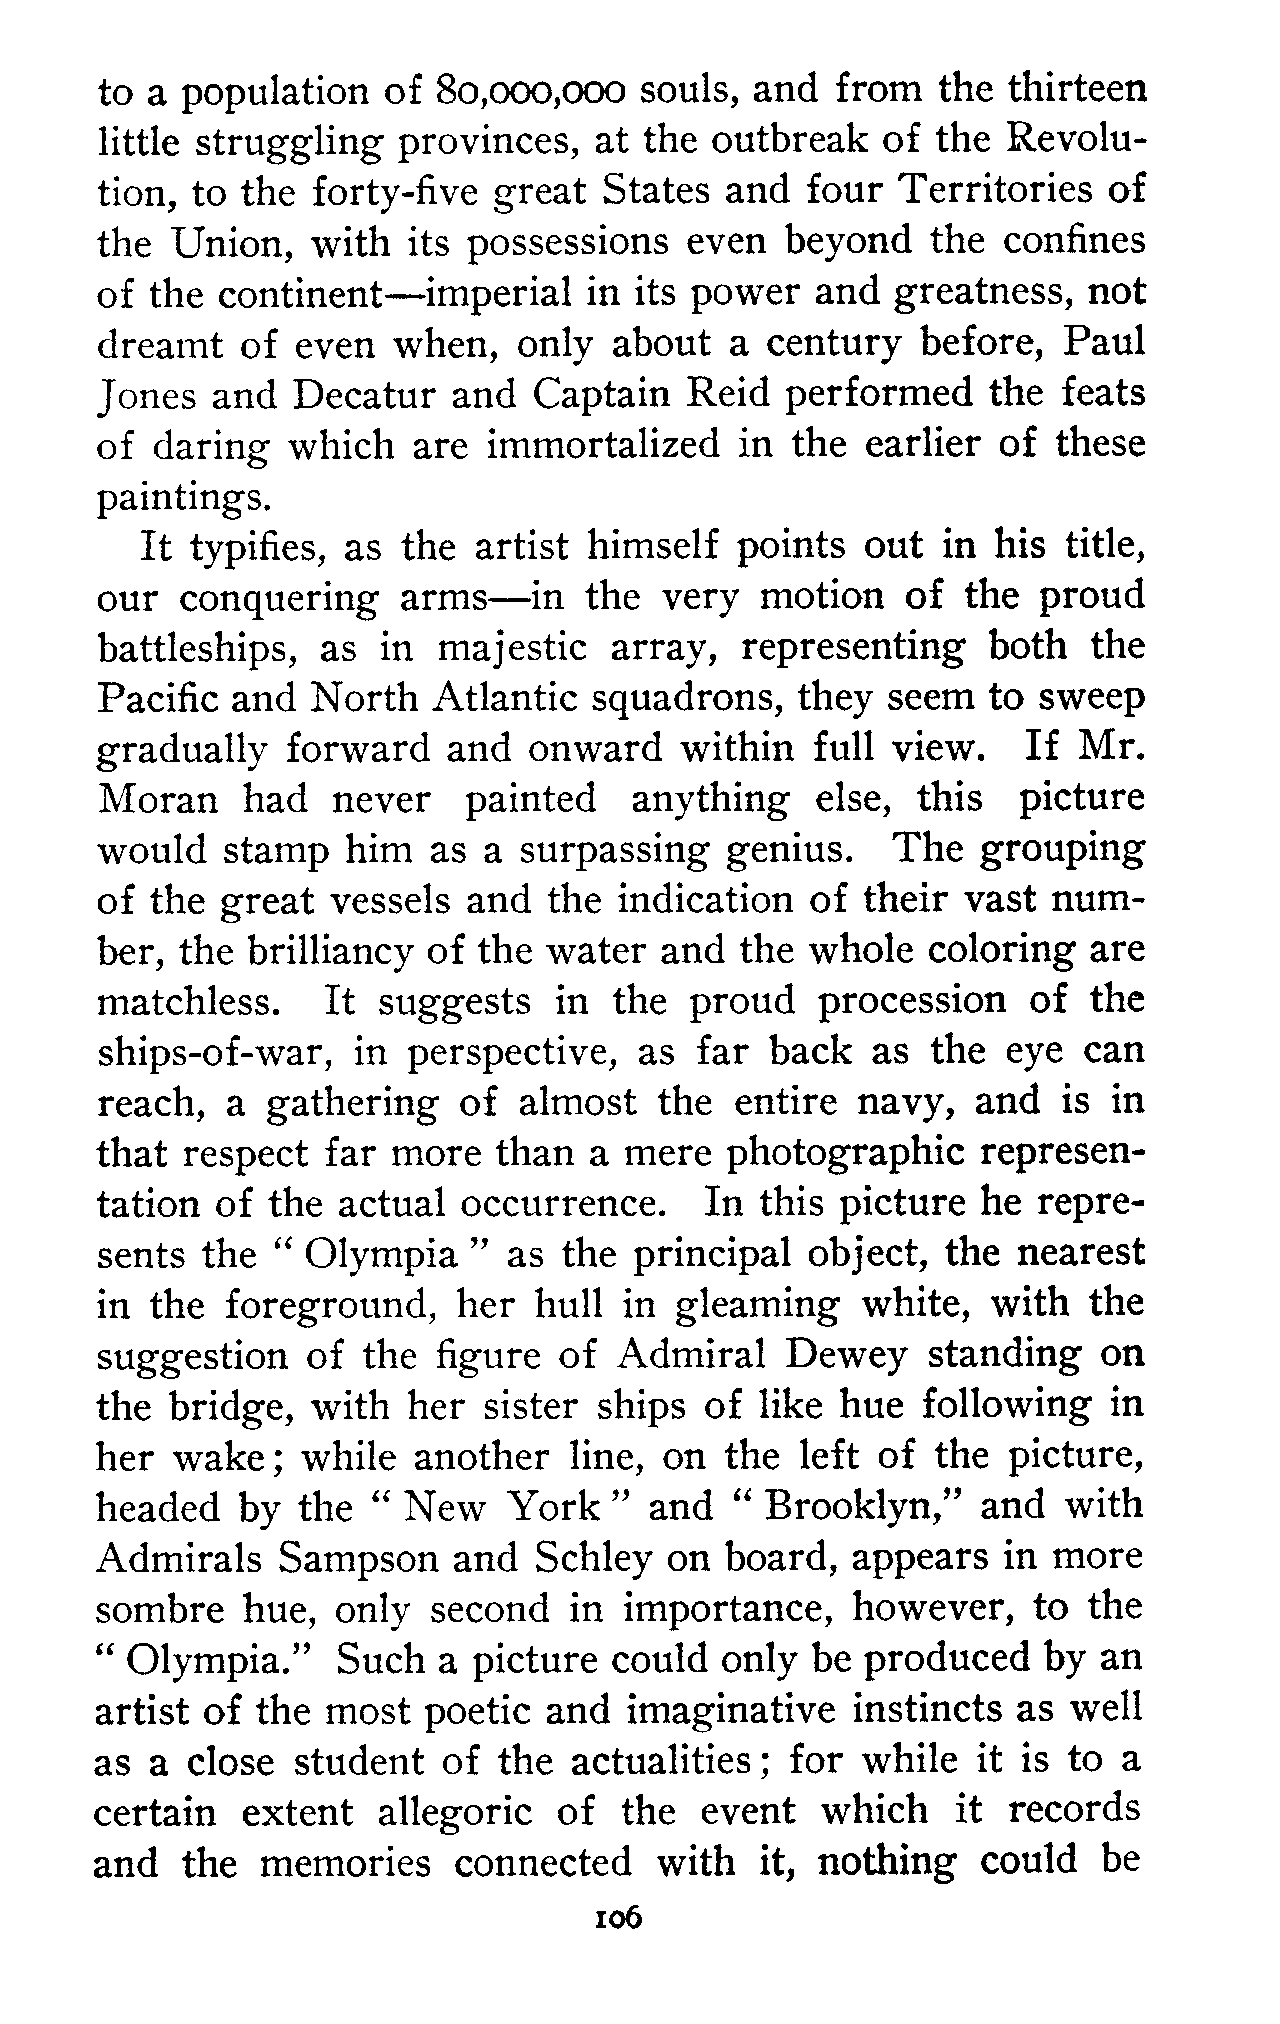 to a population of 80,000,000 souls, and from the thirteen
little struggling provinces, at the outbreak of the Revolu-
tion, to the forty-five great States and four Territories of
the Union, with its possessions even beyond the confines
of the continent—imperial in its power and greatness, not
dreamt of even when, only about a century before, Paul
Jones and Decatur and Captain Reid performed the feats
of daring which are immortalized in the earlier of these
paintings.
It typifies, as the artist himself points out in his title,
our conquering arms—in the very motion of the proud
battleships, as in majestic array, representing both the
Pacific and North Atlantic squadrons, they seem to sweep
gradually forward and onward within full view. If Mr.
Moran had never painted anything else, this picture
would stamp him as a surpassing genius. The grouping
of the great vessels and the indication of their vast num-
ber, the brilliancy of the water and the whole coloring are
matchless. It suggests in the proud procession of the
ships-of-war, in perspective, as far back as the eye can
reach, a gathering of almost the entire navy, and is in
that respect far more than a mere photographic represen-
tation of the actual occurrence. In this picture he repre-
sents the “ Olympia ” as the principal object, the nearest
in the foreground, her hull in gleaming white, with the
suggestion of the figure of Admiral Dewey standing on
the bridge, with her sister ships of like hue following in
her wake; while another line, on the left of the picture,
headed by the “ New York ” and “ Brooklyn,” and with
Admirals Sampson and Schley on board, appears in more
sombre hue, only second in importance, however, to the
“ Olympia.” Such a picture could only be produced by an
artist of the most poetic and imaginative instincts as well
as a close student of the actualities; for while it is to a
certain extent allegoric of the event which it records
and the memories connected with it, nothing could be
106